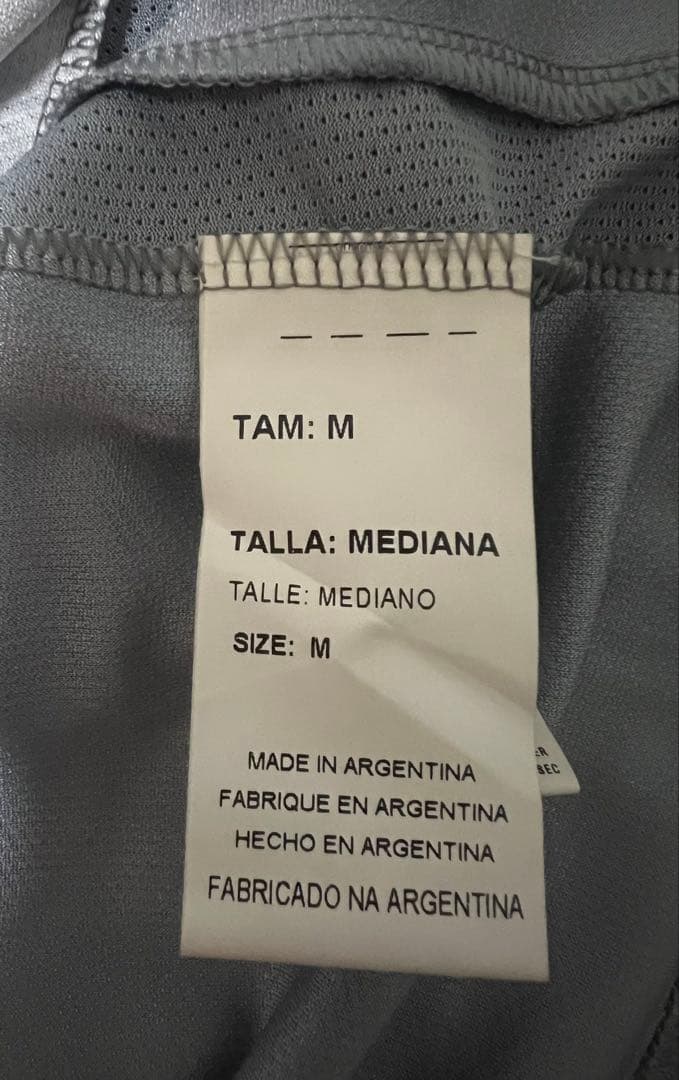 TAM: M
TALLA: MEDIANA
TALLE: MEDIANO
SIZE: M
MADE IN ARGENTINA
FABRIQUE EN ARGENTINA
HECHO EN ARGENTINA
FABRICADO NA ARGENTINA